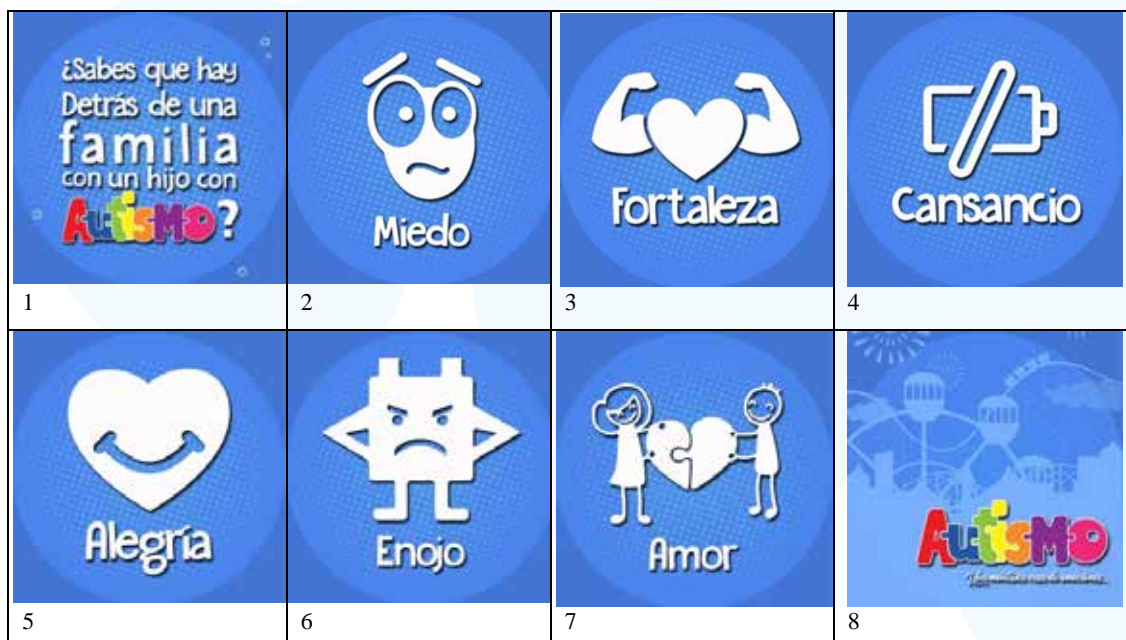 ¿Sabes que hay
Detrás de una
familia
con un hijo con
AutisMo?
1
Miedo
2
Fortaleza
3
Cansancio
4
Alegría
5
Enojo
6
Amor
7
AutisMo
8